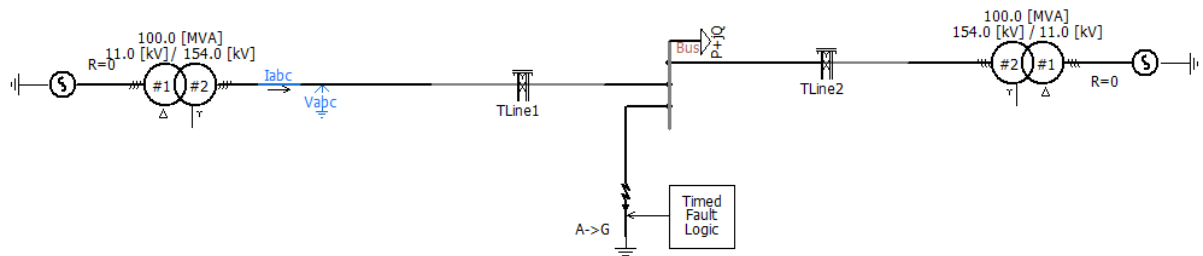 100.0 [MVA]
11.0 [kV] / 154.0 [kV]
R=0
#1
#2
Iabc
Vabc
TLine1
Bus
P+jQ
TLine2
100.0 [MVA]
154.0 [kV] / 11.0 [kV]
#2
#1
R=0
A->G
Timed
Fault
Logic